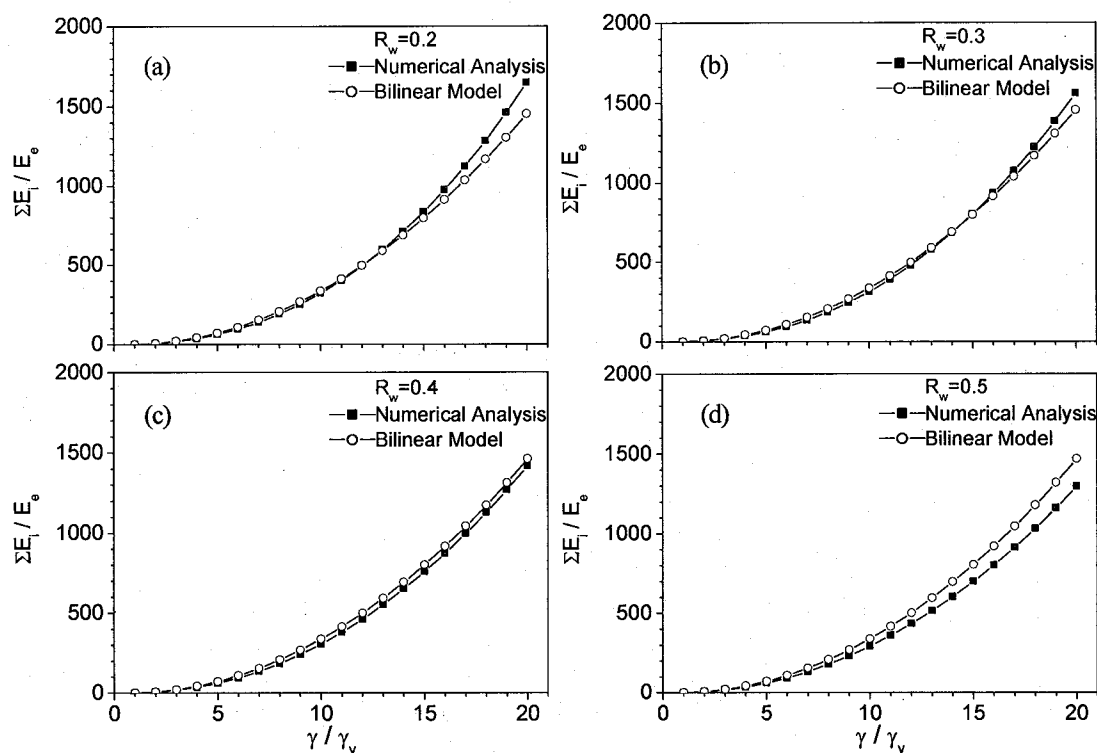 2000
1500
1000
500
0
ΣE_i / E_e
(a)
R_w=0.2
Numerical Analysis
Bilinear Model
2000
1500
1000
500
0
ΣE_i / E_e
(b)
R_w=0.3
Numerical Analysis
Bilinear Model
2000
1500
1000
500
0
ΣE_i / E_e
(c)
R_w=0.4
Numerical Analysis
Bilinear Model
0 5 10 15 20
γ / γ_y
2000
1500
1000
500
0
ΣE_i / E_e
(d)
R_w=0.5
Numerical Analysis
Bilinear Model
0 5 10 15 20
γ / γ_y